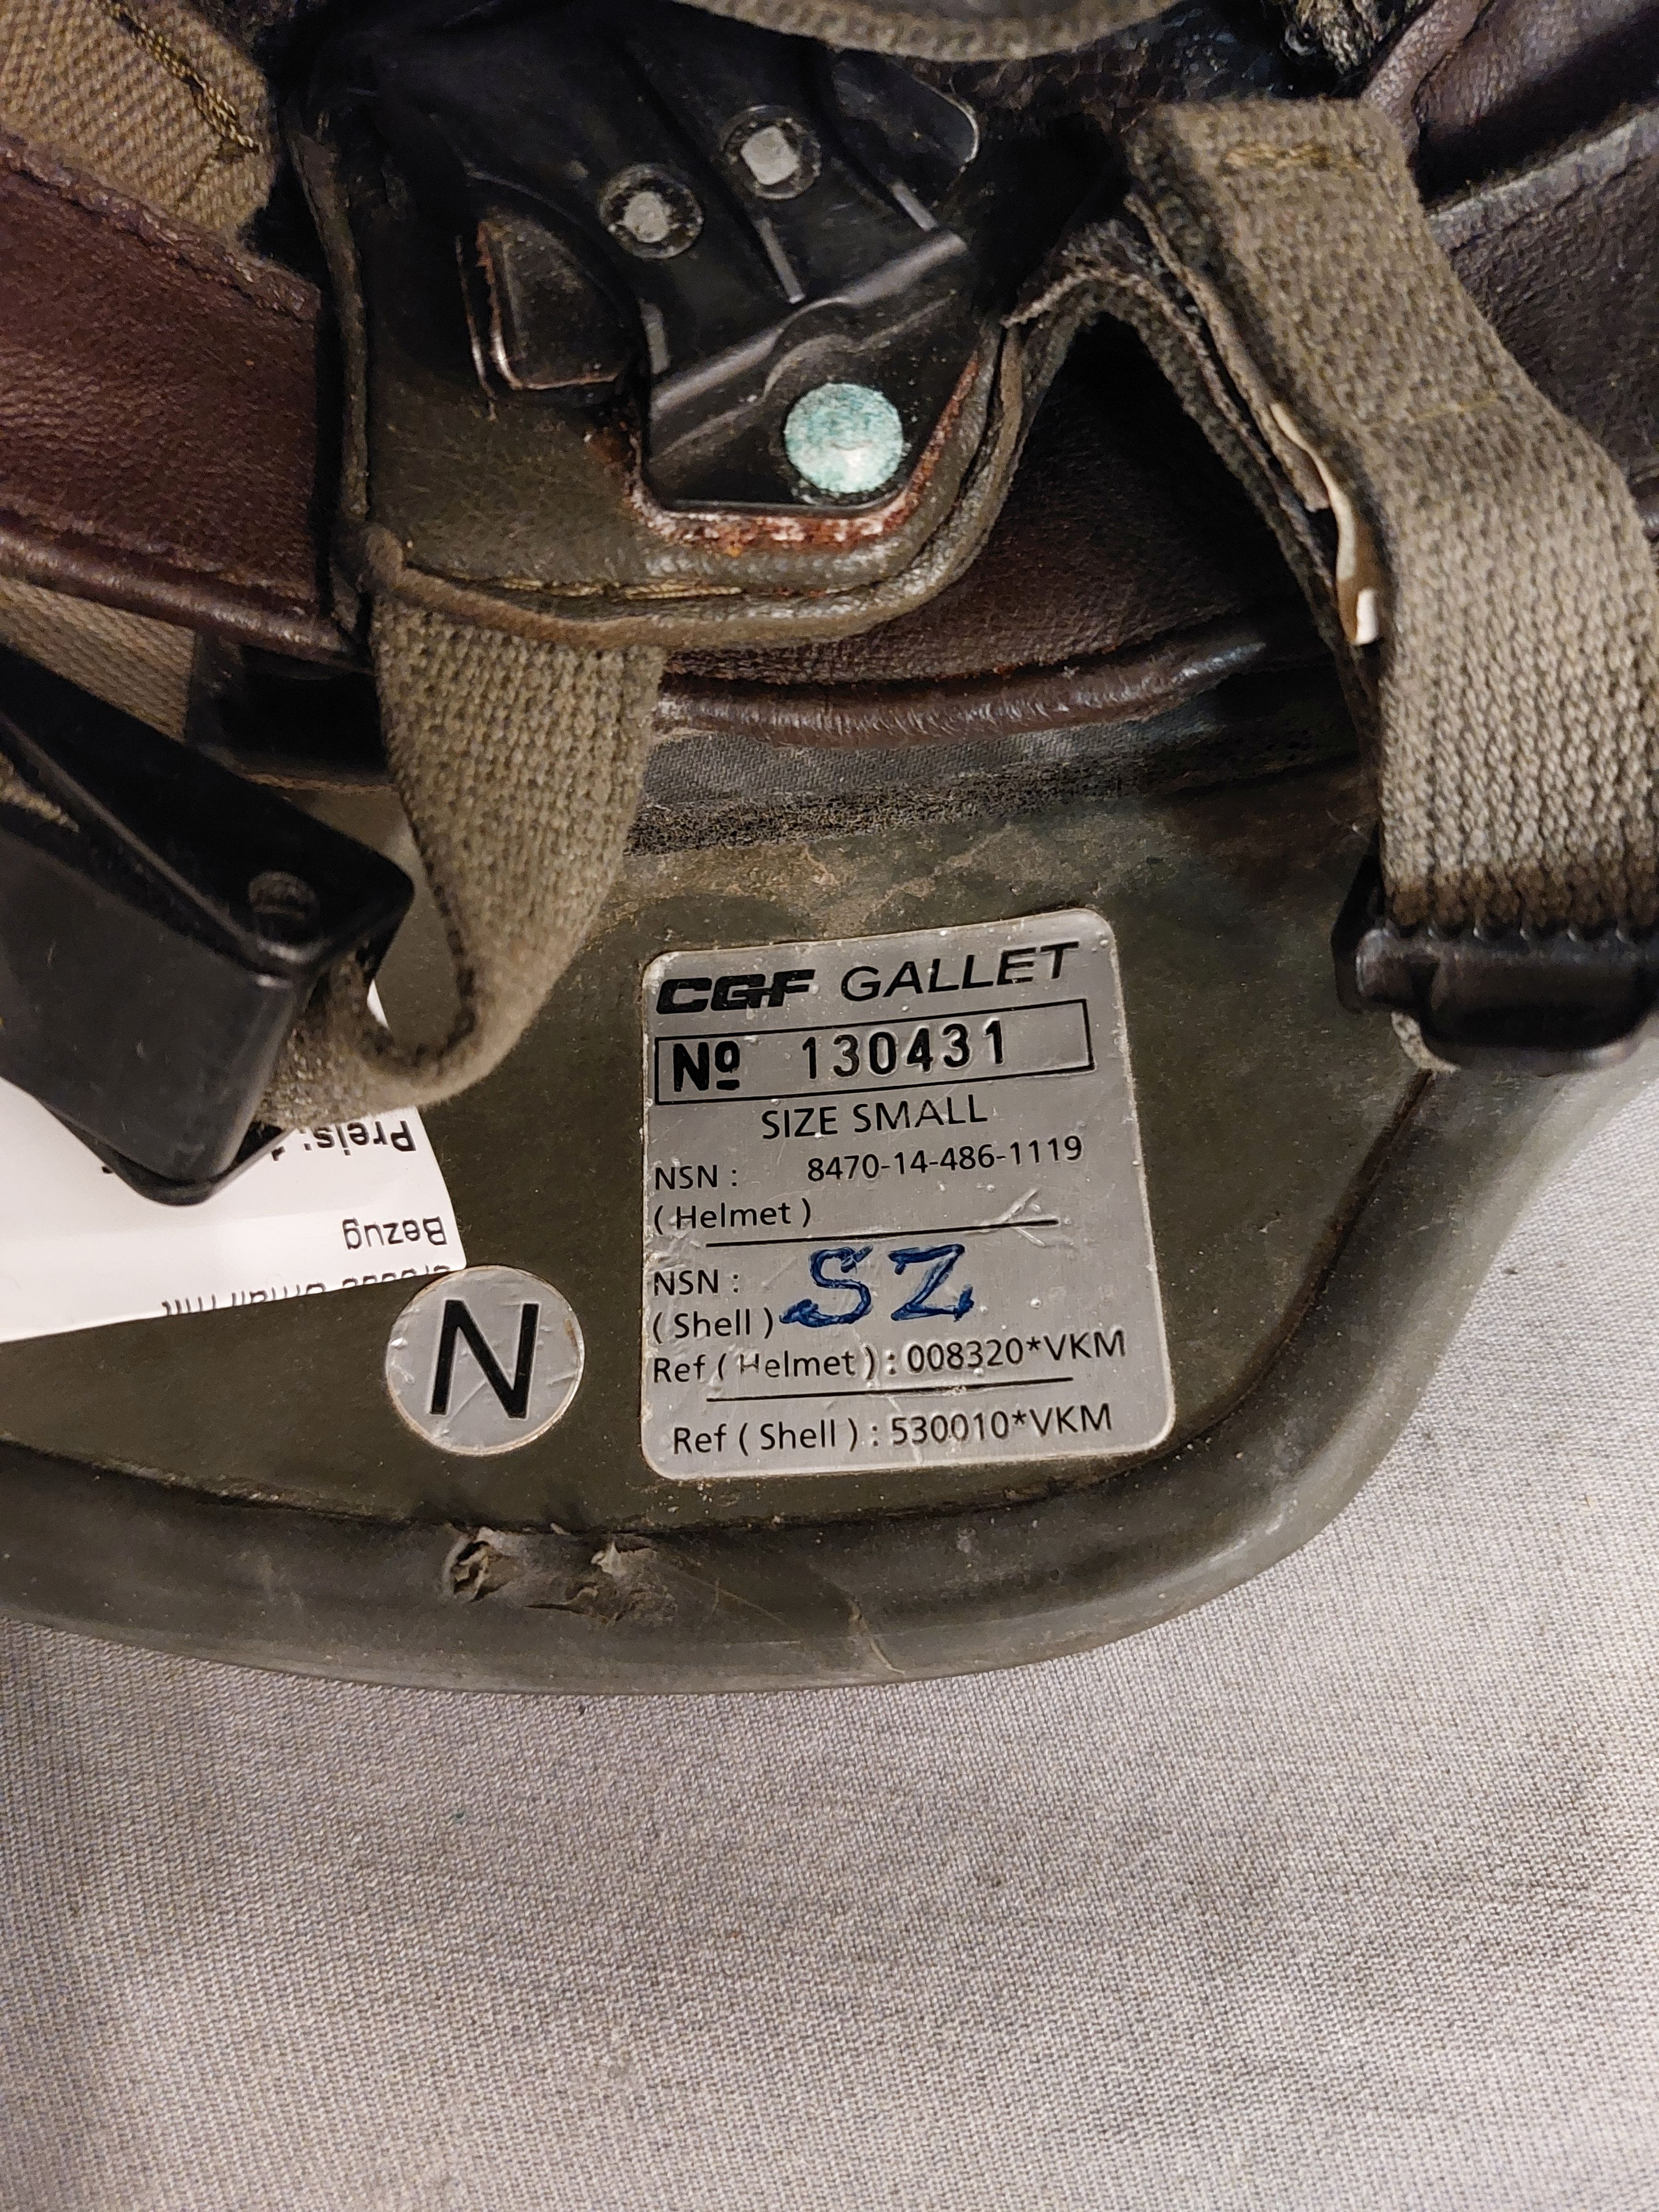 CGF GALLET
Nº 130431
SIZE SMALL
NSN : 8470-14-486-1119
( Helmet )
NSN :
( Shell ) SZ
Ref ( Helmet ) : 008320*VKM
Ref ( Shell ) : 530010*VKM
N
Bezug
Preis: